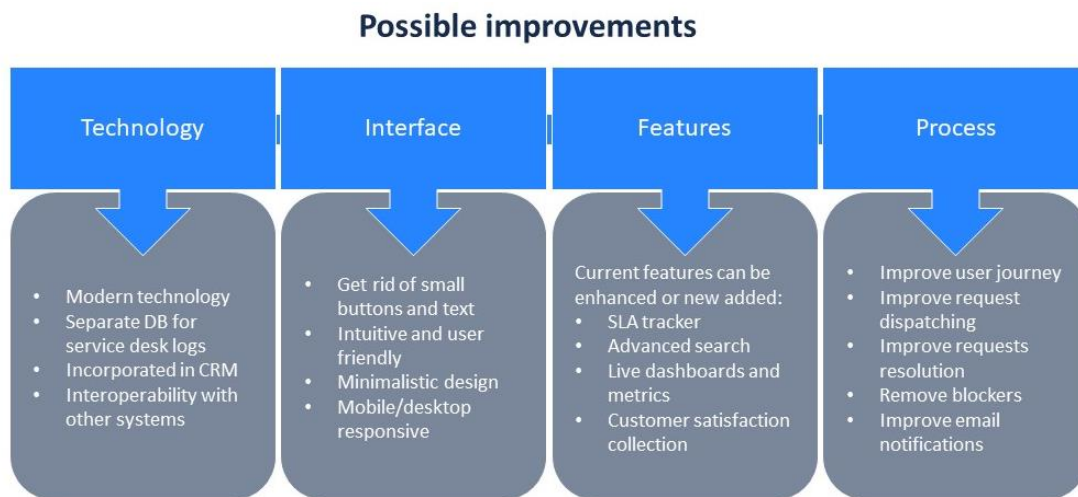 Possible improvements
Technology
• Modern technology
• Separate DB for
service desk logs
• Incorporated in CRM
• Interoperability with
other systems
Interface
• Get rid of small
buttons and text
• Intuitive and user
friendly
• Minimalistic design
• Mobile/desktop
responsive
Features
Current features can be
enhanced or new added:
• SLA tracker
• Advanced search
• Live dashboards and
metrics
• Customer satisfaction
collection
Process
• Improve user journey
• Improve request
dispatching
• Improve requests
resolution
• Remove blockers
• Improve email
notifications